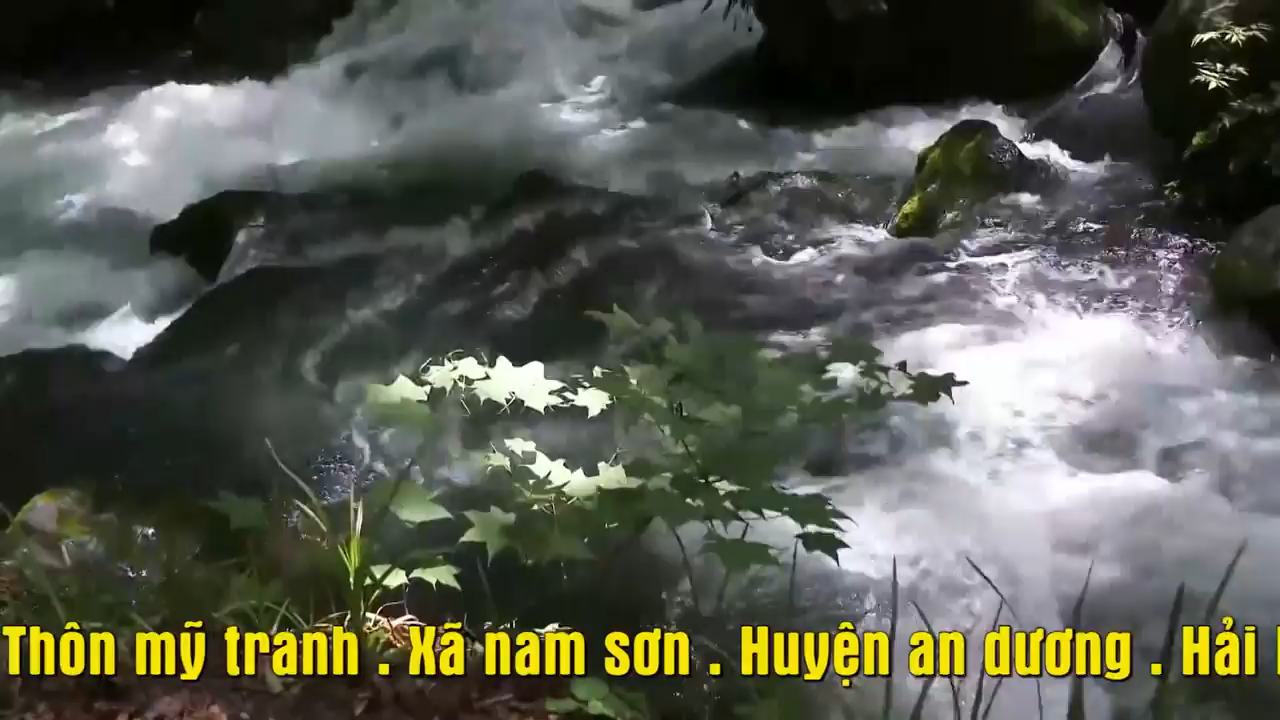 Thôn mỹ tranh . Xã nam sơn . Huyện an dương . Hải